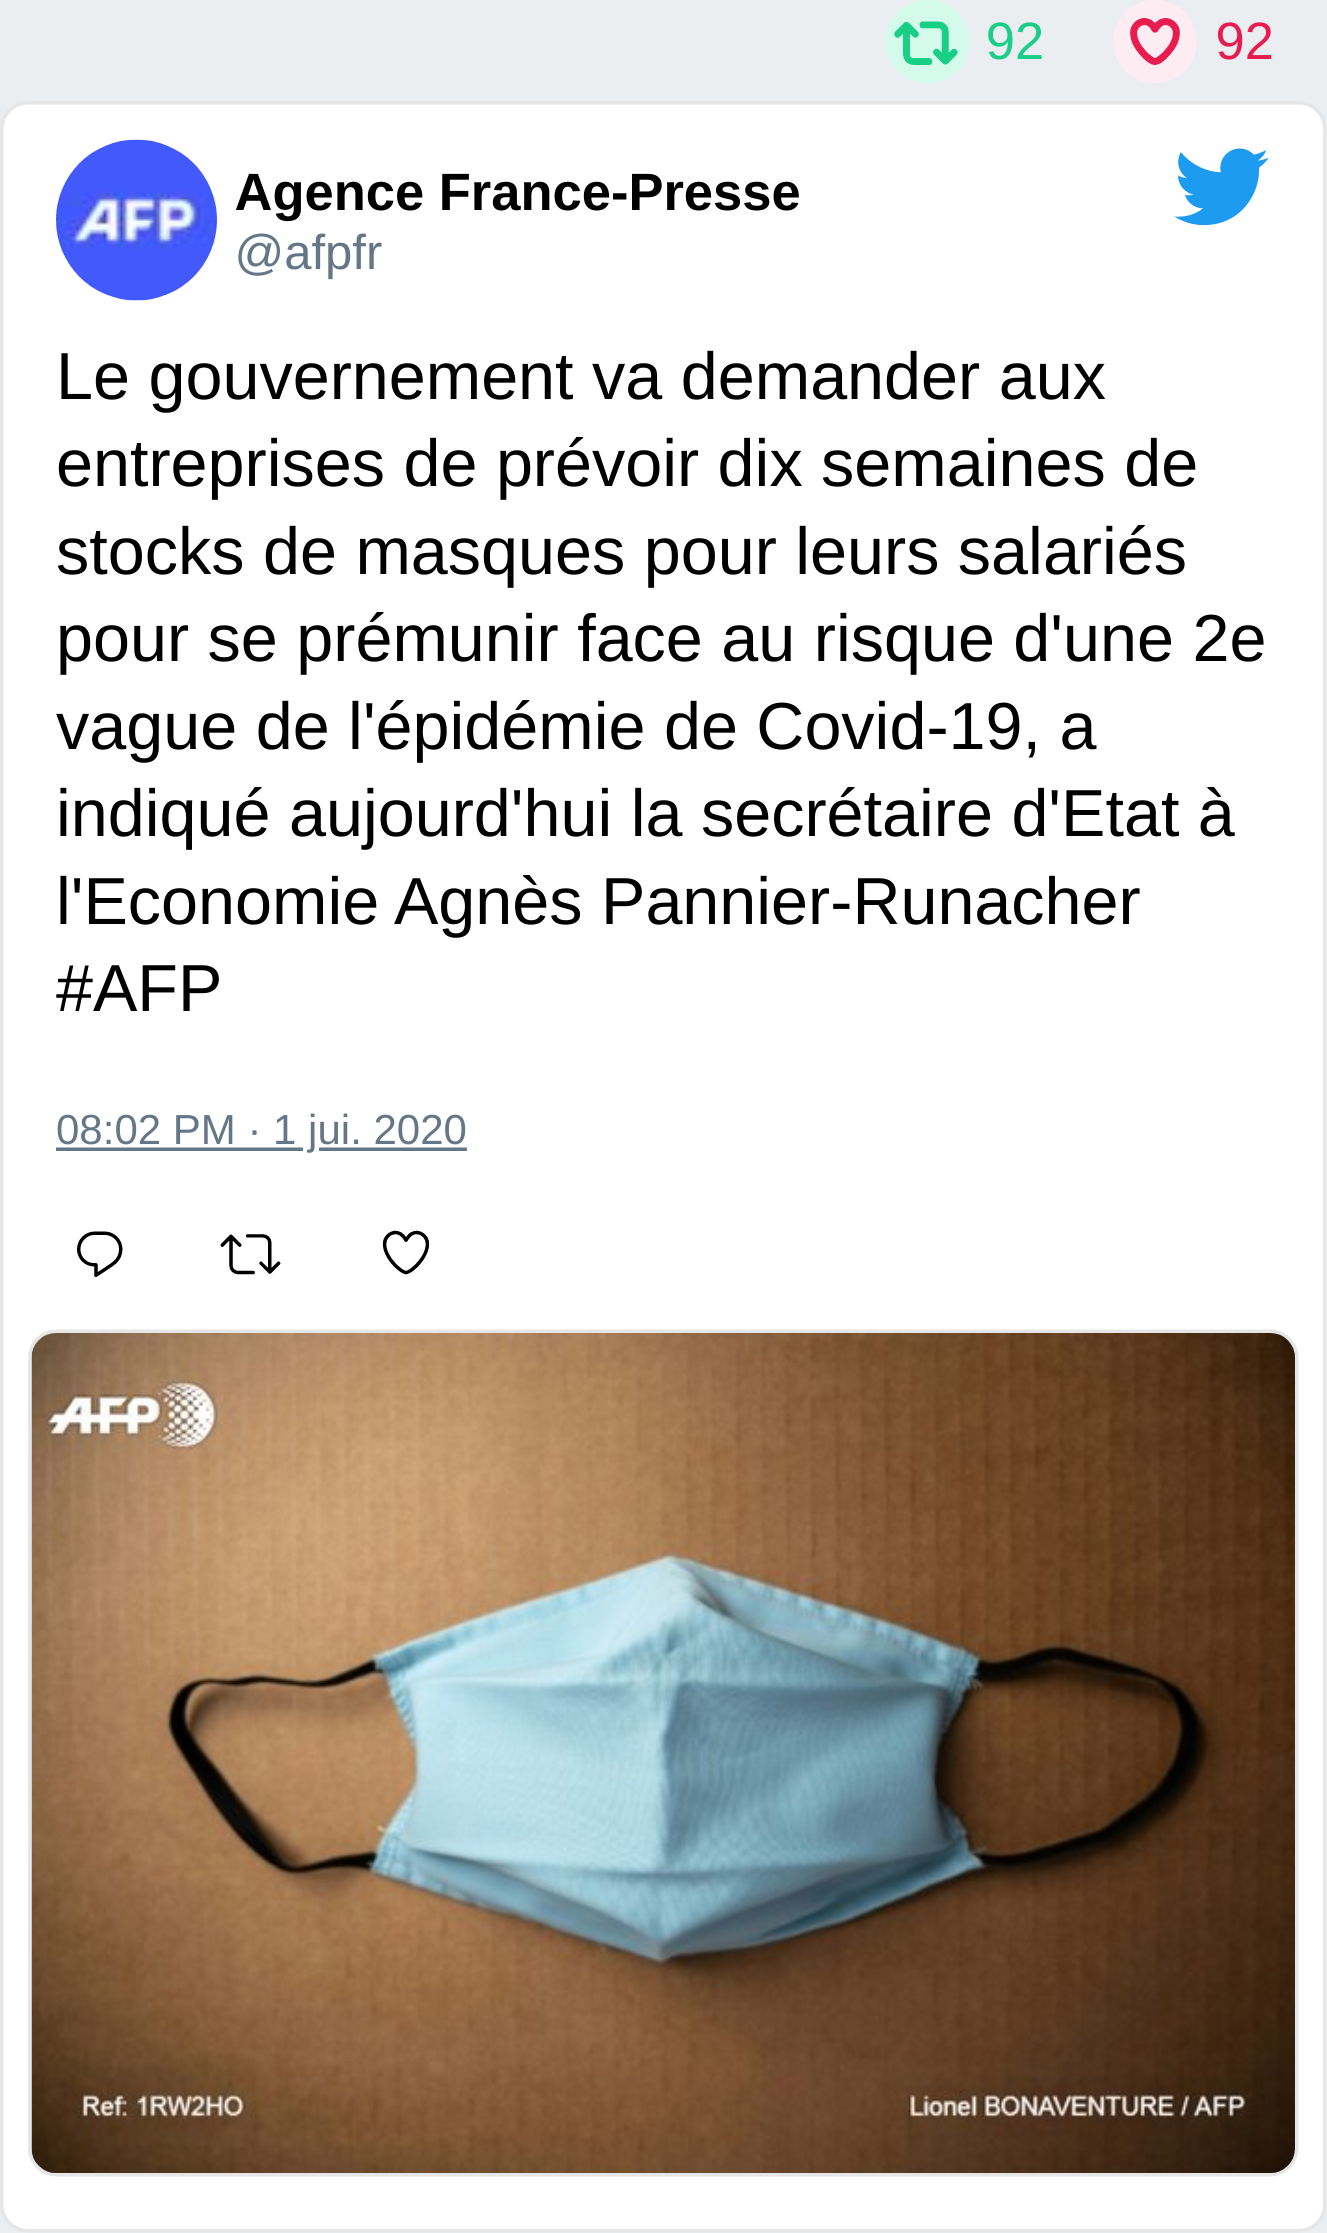 92 92
AFP
Agence France-Presse
@afpfr
Le gouvernement va demander aux
entreprises de prévoir dix semaines de
stocks de masques pour leurs salariés
pour se prémunir face au risque d'une 2e
vague de l'épidémie de Covid-19, a
indiqué aujourd'hui la secrétaire d'Etat à
l'Economie Agnès Pannier-Runacher
#AFP
08:02 PM · 1 jui. 2020
AFP
Ref: 1RW2HO
Lionel BONAVENTURE / AFP